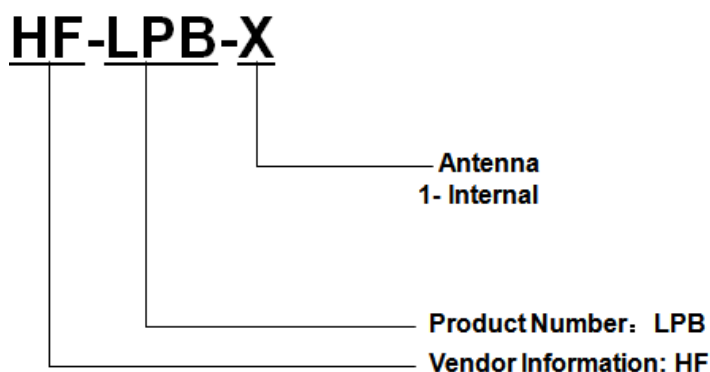 HF-LPB-X
Antenna
1- Internal
Product Number：LPB
Vendor Information: HF